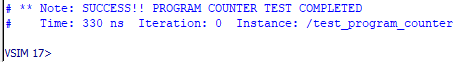 # ** Note: SUCCESS!! PROGRAM COUNTER TEST COMPLETED
#    Time: 330 ns  Iteration: 0  Instance: /test_program_counter
VSIM 17>